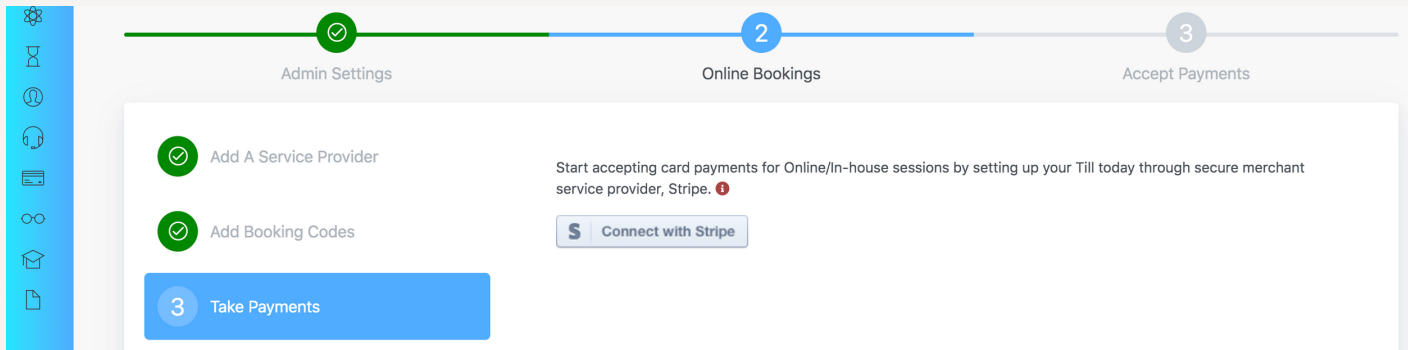 2
3
Admin Settings
Online Bookings
Accept Payments
Add A Service Provider
Add Booking Codes
3 Take Payments
Start accepting card payments for Online/In-house sessions by setting up your Till today through secure merchant
service provider, Stripe.
S Connect with Stripe